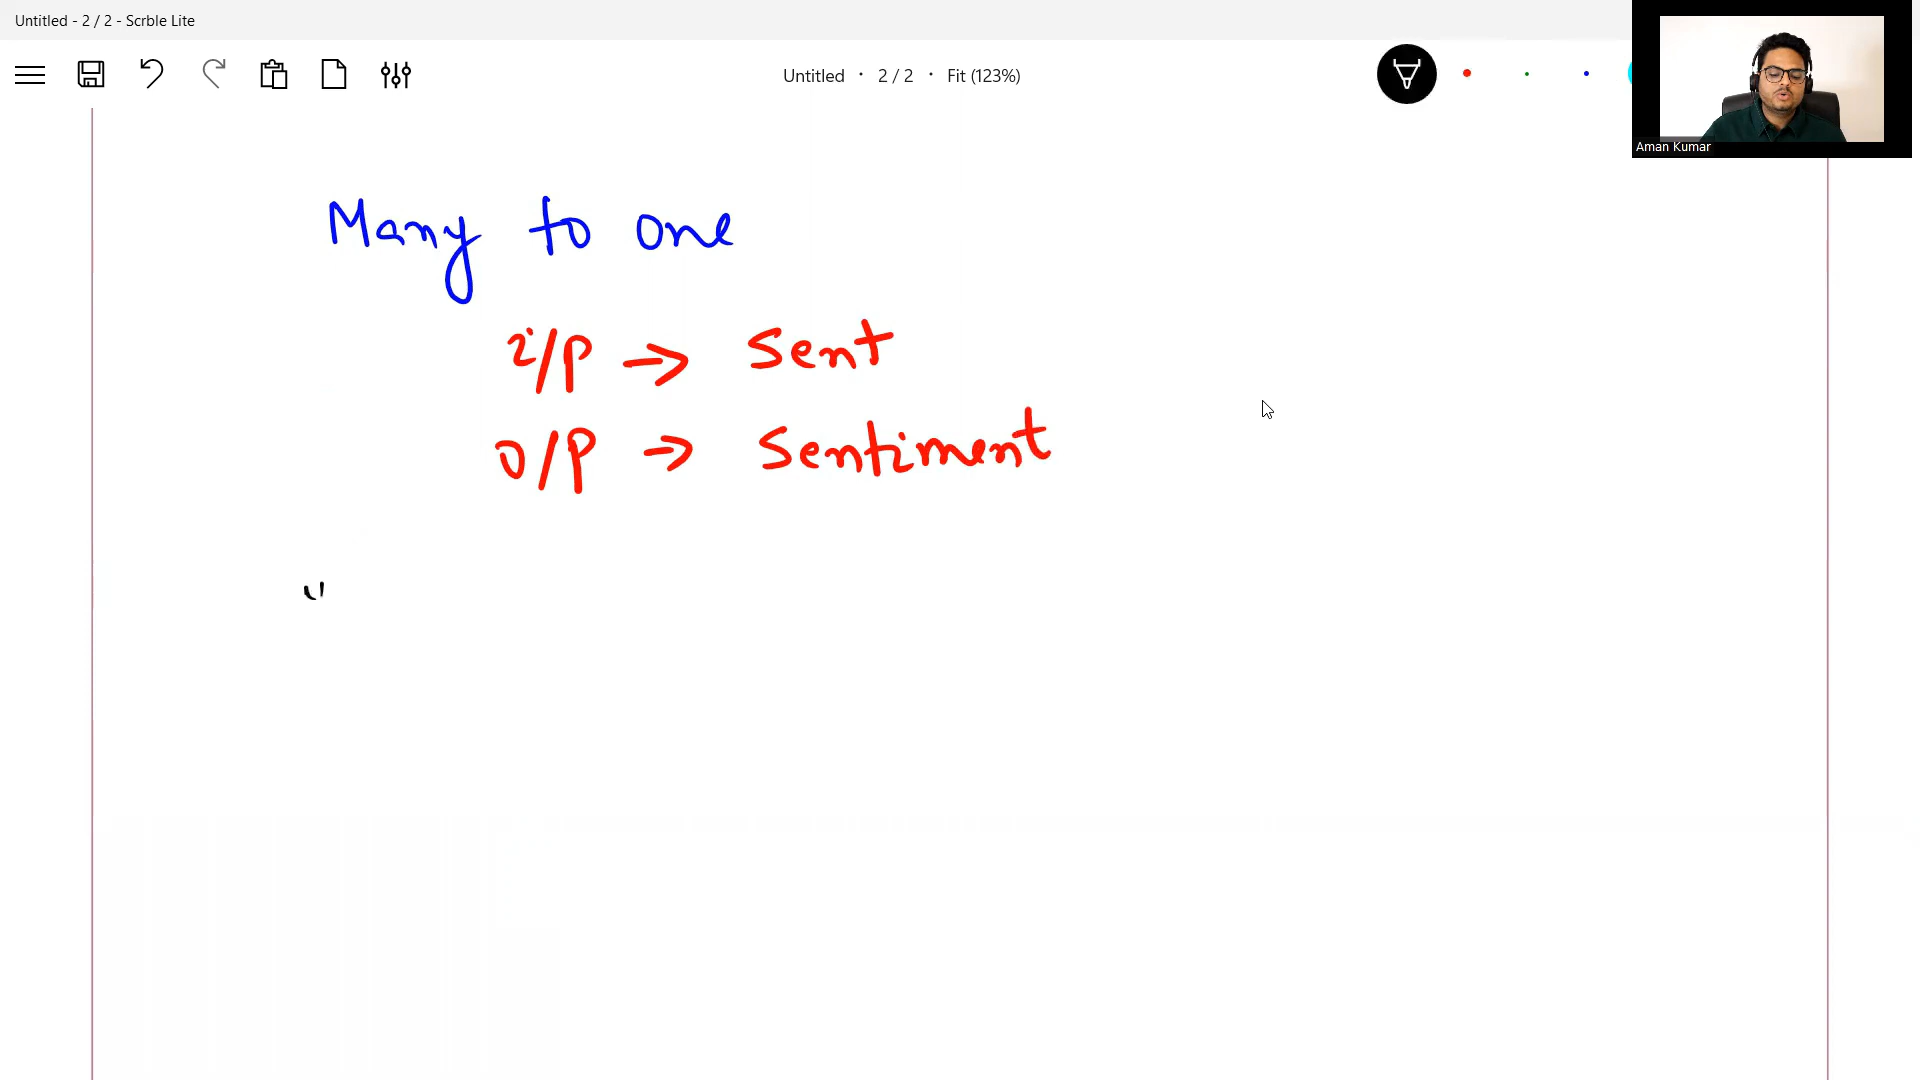 Untitled - 2 / 2 - Scrble Lite
Untitled • 2 / 2 • Fit (123%)
Aman Kumar
Many to one
i/p → Sent
o/p → Sentiment
"